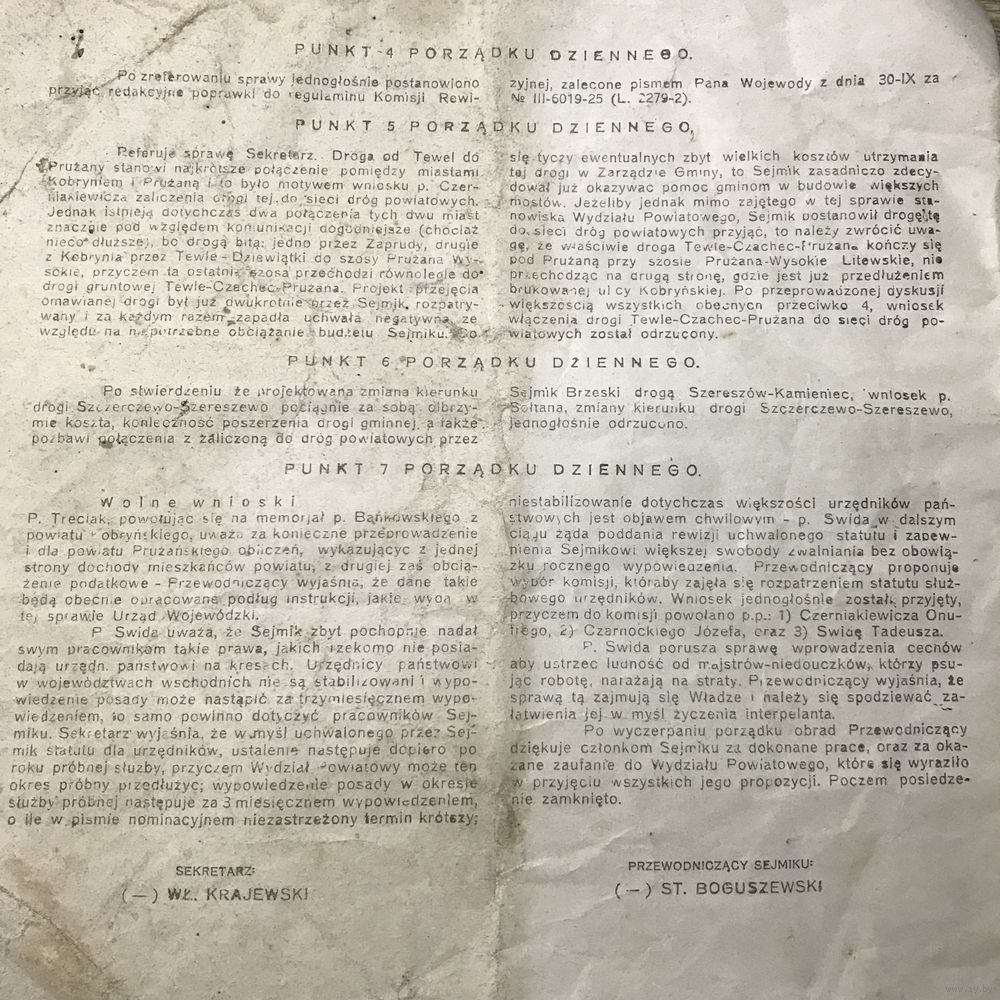 PUNKT 4 PORZĄDKU DZIENNEGO.
Po zreferowaniu sprawy jednogłośnie postanowiono
przyjąć redakcyjne poprawki do regulaminu Komisji Rewi-
zyjnej, zalecone pismem Pana Wojewody z dnia 30-IX za
№ III-6019-25 (L. 2279-2).
PUNKT 5 PORZĄDKU DZIENNEGO,
Referuje sprawę Sekretarz. Droga od Tewel do
Prużany stanowi najkrótsze połączenie pomiędzy miastami
Kobryniem i Prużaną i to było motywem wniosku p. Czer-
niakiewicza zaliczenia drogi tej do sieci dróg powiatowych.
Jednak istnieją dotychczas dwa połączenia tych dwu miast
znacznie pod względem komunikacji dogodniejsze (chociaż
nieco dłuższe), bo drogą bitą: jedno przez Zaprudy, drugie
z Kobrynia przez Tewle-Dziewiątki do szosy Prużana Wy-
sokie, przyczem ta ostatnia szosa przechodzi równolegle do
drogi gruntowej Tewle-Czachec-Prużana. Projekt przejęcia
omawianej drogi był już dwukrotnie przez Sejmik rozpatry-
wany i za każdym razem zapadła uchwała negatywna ze
względu na niepotrzebne obciążanie budżetu Sejmiku. Co
się tyczy ewentualnych zbyt wielkich kosztów utrzymania
tej drogi w Zarządzie Gminy, to Sejmik zasadniczo zdecy-
dował już okazywać pomoc gminom w budowie większych
mostów. Jeżeliby jednak mimo zajętego w tej sprawie sta-
nowiska Wydziału Powiatowego, Sejmik postanowił drogę tę
do sieci dróg powiatowych przyjąć, to należy zwrócić uwa-
gę, że właściwie droga Tewle-Czachec-Prużana kończy się
pod Prużaną przy szosie Prużana-Wysokie Litewskie, nie
przechodząc na drugą stronę, gdzie jest już przedłużeniem
brukowanej ulicy Kobryńskiej. Po przeprowadzonej dyskusji
większością wszystkich obecnych przeciwko 4, wniosek
włączenia drogi Tewle-Czachec-Prużana do sieci dróg po-
wiatowych został odrzucony.
PUNKT 6 PORZĄDKU DZIENNEGO.
Po stwierdzeniu że projektowana zmiana kierunku
drogi Szczerczewo-Szereszewo pociągnie za sobą olbrzy-
mie koszta, konieczność poszerzenia drogi gminnej, a także
pozbawi połączenia z zaliczoną do dróg powiatowych przez
Sejmik Brzeski drogą Szereszów-Kamieniec, wniosek p.
Sołtana, zmiany kierunku drogi Szczerczewo-Szereszewo,
jednogłośnie odrzucono.
PUNKT 7 PORZĄDKU DZIENNEGO.
Wolne wnioski
P. Treciak, powołując się na memorjał p. Bańkowskiego z
powiatu Kobryńskiego, uważa za konieczne przeprowadzenie
i dla powiatu Prużańskiego obliczeń, wykazującyc z jednej
strony dochody mieszkańców powiatu, z drugiej zaś obcią-
żenie podatkowe - Przewodniczący wyjaśnia, że dane takie
będą obecnie opracowane podług instrukcji, jakie wyda w
tej sprawie Urząd Wojewódzki.
P Swida uważa, że Sejmik zbyt pochopnie nadał
swym pracownikom takie prawa, jakich rzekomo nie posia-
dają urzędn. państwowi na kresach. Urzędnicy państwowi
w województwach wschodnich nie są stabilizowani i wypo-
wiedzenie posady może nastąpić za trzymiesięcznem wypo-
wiedzeniem, to samo powinno dotyczyć pracowników Sej-
miku. Sekretarz wyjaśnia, że w myśl uchwalonego przez Sej-
mik statutu dla urzędników, ustalenie następuje dopiero po
roku próbnej służby, przyczem Wydział Powiatowy może ten
okres próbny przedłużyć; wypowiedzenie posady w okresie
służby próbnej następuje za 3 miesięcznem wypowiedzeniem,
o ile w pismie nominacyjnem niezastrzeżony termin krótszy;
niestabilizowanie dotychczas większości urzędników pań-
stwowych jest objawem chwilowym - p. Swida w dalszym
ciągu żąda poddania rewizji uchwalonego statutu i zapew-
nienia Sejmikowi większej swobody zwalniania bez obowią-
zku rocznego wypowiedzenia. Przewodniczący proponuje
wybór komisji, któraby zajęła się rozpatrzeniem statutu służ-
bowego urzędników. Wniosek jednogłośnie został przyjęty,
przyczem do komisji powołano p.p.: 1) Czerniakiewicza Onu-
frego, 2) Czarnockiego Józefa, oraz 3) Swidę Tadeusza.
P. Swida porusza sprawę wprowadzenia cechów
aby ustrzec ludność od majstrów-niedouczków, którzy psu-
jąc robotę, narażają na straty. Przewodniczący wyjaśnia, że
sprawą tą zajmują się Władze i należy się spodziewać za-
łatwienia jej w myśl życzenia interpelanta.
Po wyczerpaniu porządku obrad Przewodniczący
dziękuje członkom Sejmiku za dokonane prace, oraz za oka-
zane zaufanie do Wydziału Powiatowego, które się wyraziło
w przyjęciu wszystkich jego propozycji. Poczem posiedze-
nie zamknięto.
SEKRETARZ:
(—) WŁ. KRAJEWSKI
PRZEWODNICZĄCY SEJMIKU:
(—) ST. BOGUSZEWSKI
www.ay.by